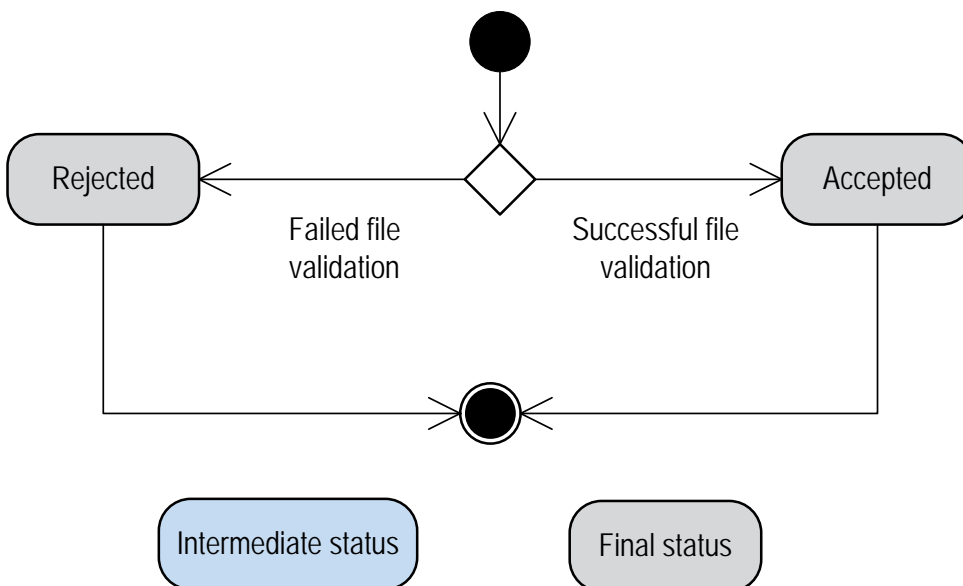 Rejected
Accepted
Failed file
validation
Successful file
validation
Intermediate status
Final status